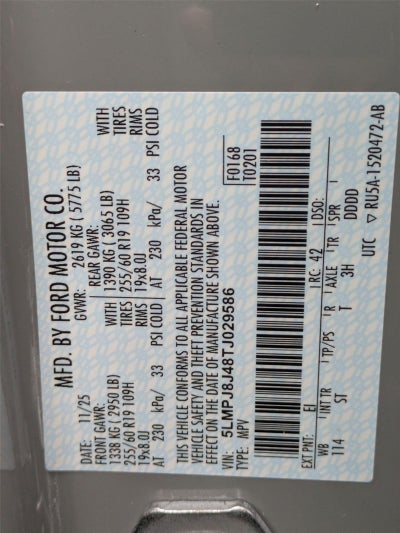 MFD. BY FORD MOTOR CO.
DATE: 11/25 GVWR: 2619 KG ( 5775 LB)
FRONT GAWR: REAR GAWR:
1338 KG ( 2950 LB) WITH 1390 KG ( 3065 LB) WITH
255/60 R19 109H TIRES 255/60 R19 109H TIRES
19x8.0J RIMS 19x8.0J RIMS
AT 230 kPa/ 33 PSI COLD AT 230 kPa/ 33 PSI COLD
THIS VEHICLE CONFORMS TO ALL APPLICABLE FEDERAL MOTOR
VEHICLE SAFETY AND THEFT PREVENTION STANDARDS IN
EFFECT ON THE DATE OF MANUFACTURE SHOWN ABOVE.
VIN: 5LMPJ8J48TJ029586 F0168
TYPE: MPV T0201
EXT PNT: EJ RC: 42 DSO:
WB INT TR TP/PS R AXLE TR SPR
114 ST T 3H DDDD
UTC ▽ RU5A-1520472-AB